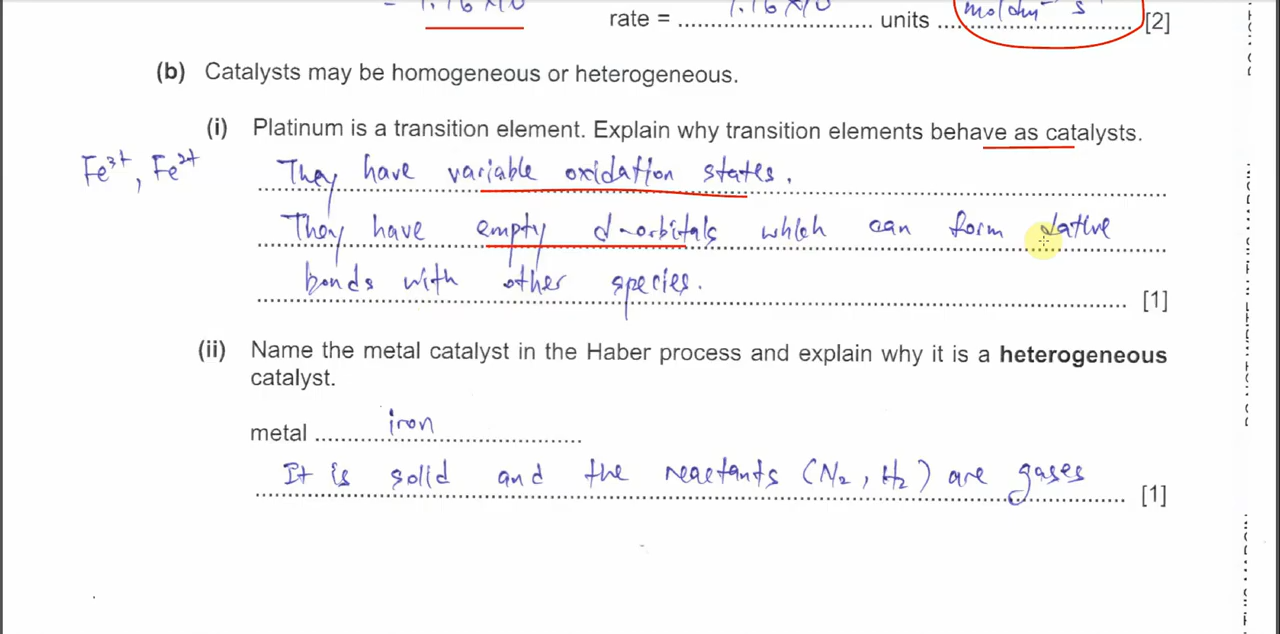 rate = units [2]
(b) Catalysts may be homogeneous or heterogeneous.
(i) Platinum is a transition element. Explain why transition elements behave as catalysts.
Fe³⁺, Fe²⁺ They have variable oxidation states.
They have empty d-orbitals which can form dative
bonds with other species.
[1]
(ii) Name the metal catalyst in the Haber process and explain why it is a heterogeneous
catalyst.
metal iron
It is solid and the reactants (N₂, H₂) are gases
[1]